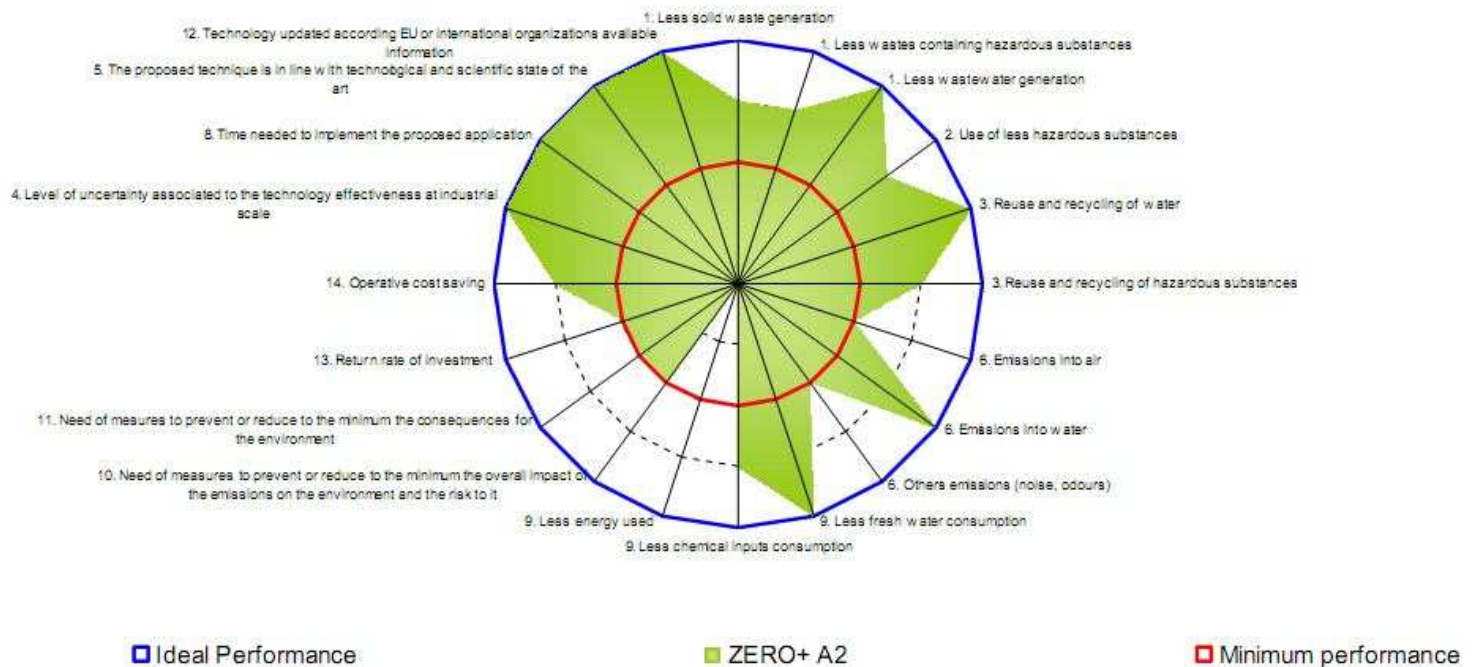 1. Less solid waste generation
12. Technology updated according EU or international organizations available
information
1. Less wastes containing hazardous substances
5. The proposed technique is in line with technological and scientific state of the
art
1. Less wastewater generation
8. Time needed to implement the proposed application
2. Use of less hazardous substances
4. Level of uncertainty associated to the technology effectiveness at industrial
scale
3. Reuse and recycling of water
14. Operative cost saving
3. Reuse and recycling of hazardous substances
13. Return rate of investment
6. Emissions into air
11. Need of mesures to prevent or reduce to the minimum the consequences for
the environment
6. Emissions into water
10. Need of measures to prevent or reduce to the minimum the overall impact of
the emissions on the environment and the risk to it
6. Others emissions (noise, odours)
9. Less energy used
9. Less fresh water consumption
9. Less chemical inputs consumption
Ideal Performance
ZERO+ A2
Minimum performance